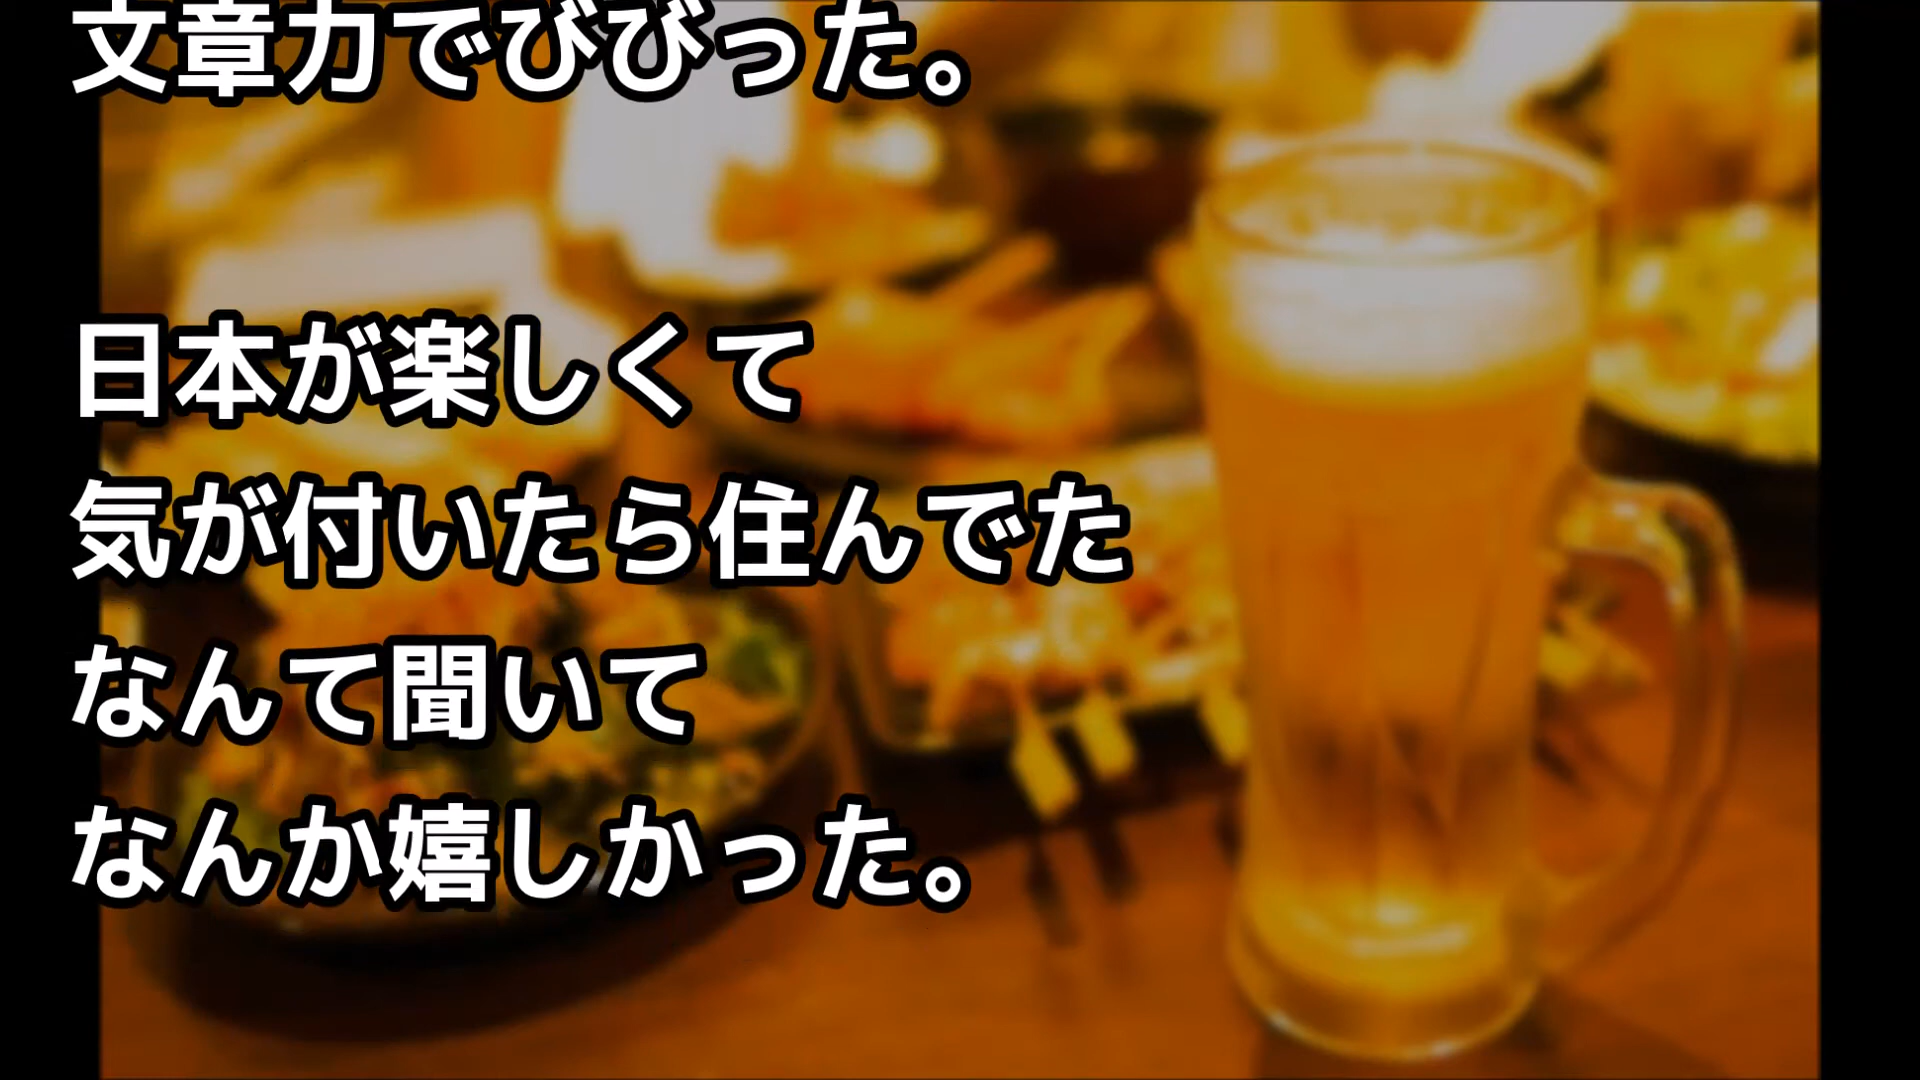 文章力でびびった。
日本が楽しくて
気が付いたら住んでた
なんて聞いて
なんか嬉しかった。